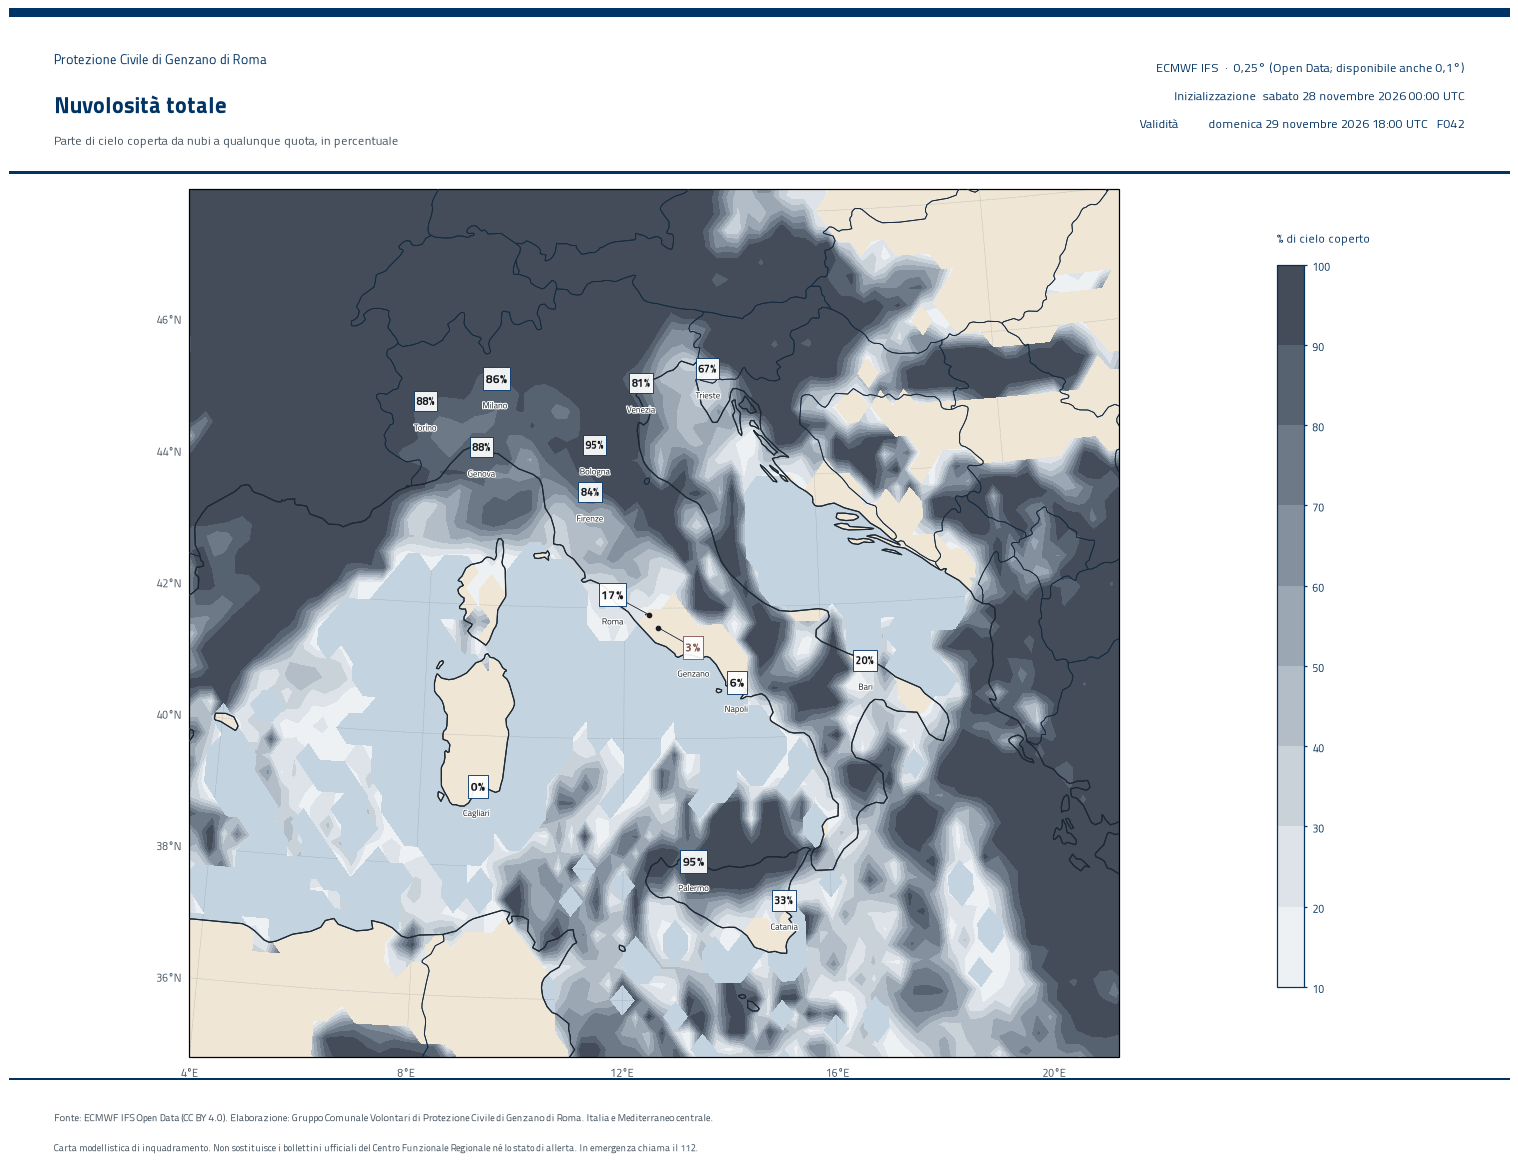 Protezione Civile di Genzano di Roma
Nuvolosità totale
Parte di cielo coperta da nubi a qualunque quota, in percentuale
ECMWF IFS · 0,25° (Open Data; disponibile anche 0,1°)
Inizializzazione sabato 28 novembre 2026 00:00 UTC
Validità domenica 29 novembre 2026 18:00 UTC F042
% di cielo coperto
100
90
80
70
60
50
40
30
20
10
46°N
44°N
42°N
40°N
38°N
36°N
4°E
8°E
12°E
16°E
20°E
88%
Torino
86%
Milano
81%
Venezia
67%
Trieste
88%
Genova
95%
Bologna
84%
Firenze
17%
Roma
3%
Genzano
6%
Napoli
20%
Bari
0%
Cagliari
95%
Palermo
33%
Catania
Fonte: ECMWF IFS Open Data (CC BY 4.0). Elaborazione: Gruppo Comunale Volontari di Protezione Civile di Genzano di Roma. Italia e Mediterraneo centrale.
Carta modellistica di inquadramento. Non sostituisce i bollettini ufficiali del Centro Funzionale Regionale né lo stato di allerta. In emergenza chiama il 112.